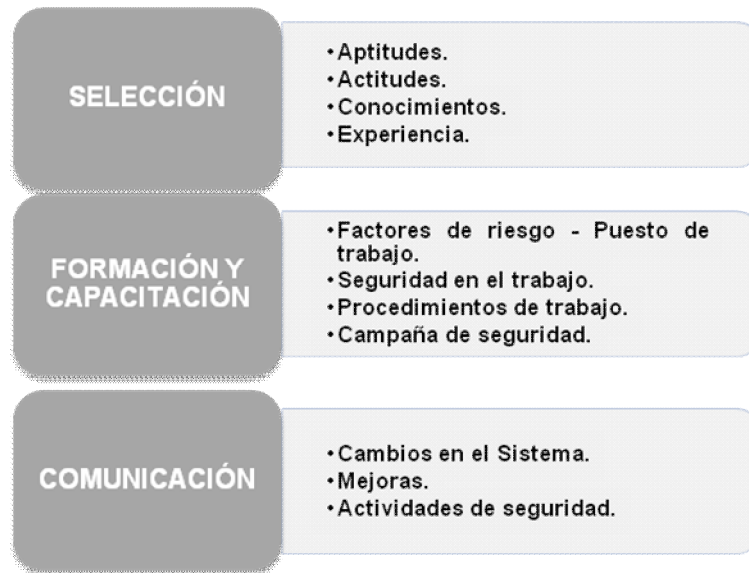 SELECCIÓN
•Aptitudes.
•Actitudes.
•Conocimientos.
•Experiencia.
FORMACIÓN Y
CAPACITACIÓN
•Factores de riesgo - Puesto de
trabajo.
•Seguridad en el trabajo.
•Procedimientos de trabajo.
•Campaña de seguridad.
COMUNICACIÓN
•Cambios en el Sistema.
•Mejoras.
•Actividades de seguridad.